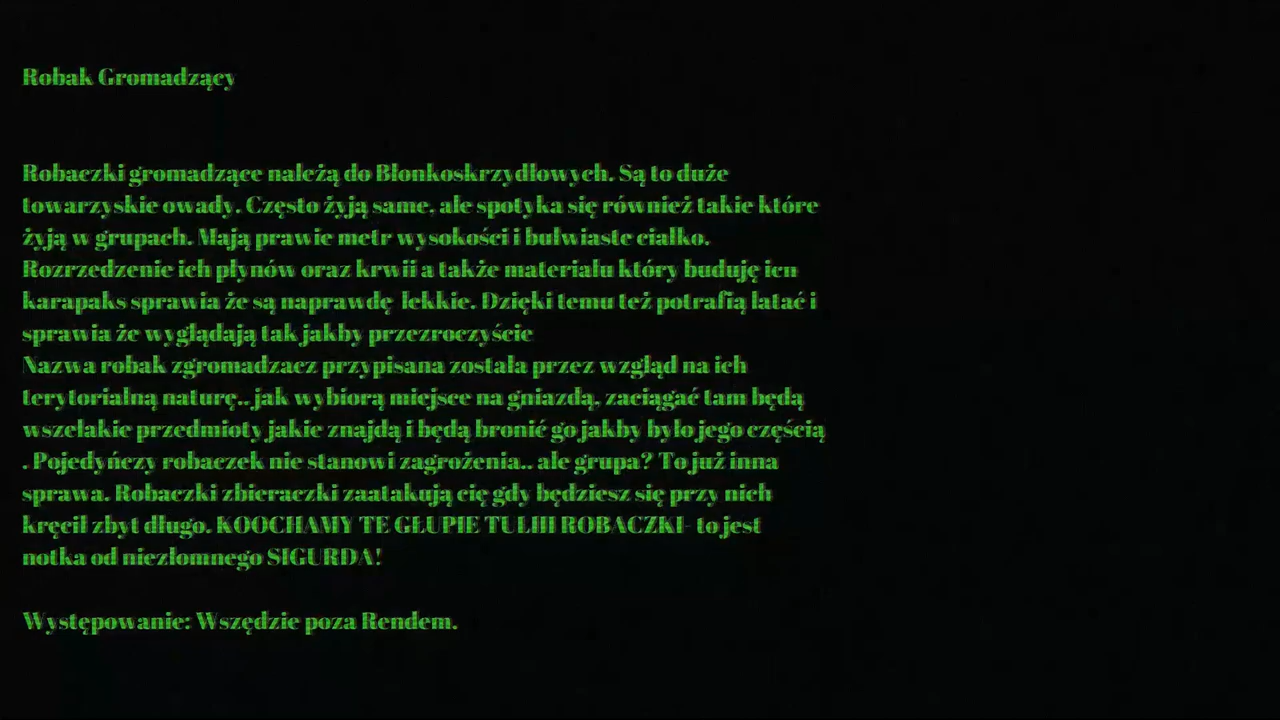 Robak Gromadzący
Robaczki gromadzące należą do Błonkoskrzydłowych. Są to duże
towarzyskie owady. Często żyją same, ale spotyka się również takie które
żyją w grupach. Mają prawie metr wysokości i bulwiaste ciałko.
Rozrzedzenie ich płynów oraz krwii a także materiału który buduję ich
karapaks sprawia że są naprawdę lekkie. Dzięki temu też potrafią latać i
sprawia że wyglądają tak jakby przezroczyście
Nazwa robak zgromadzacz przypisana została przez wzgląd na ich
terytorialną naturę.. jak wybiorą miejsce na gniazdą, zaciągać tam będą
wszelakie przedmioty jakie znajdą i będą bronić go jakby było jego częścią
. Pojedyńczy robaczek nie stanowi zagrożenia.. ale grupa? To już inna
sprawa. Robaczki zbieraczki zaatakują cię gdy będziesz się przy nich
kręcił zbyt długo. KOOCHAMY TE GŁUPIE TULIII ROBACZKI- to jest
notka od niezłomnego SIGURDA!
Występowanie: Wszędzie poza Rendem.